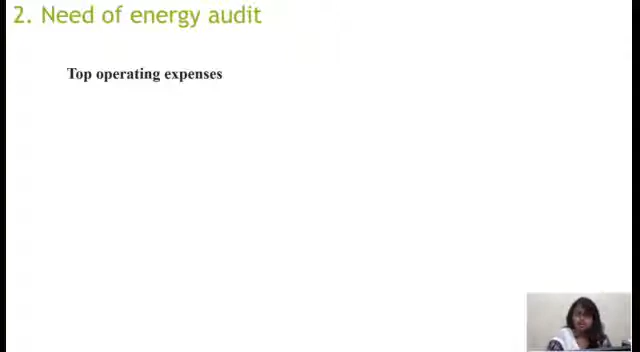 2. Need of energy audit
Top operating expenses